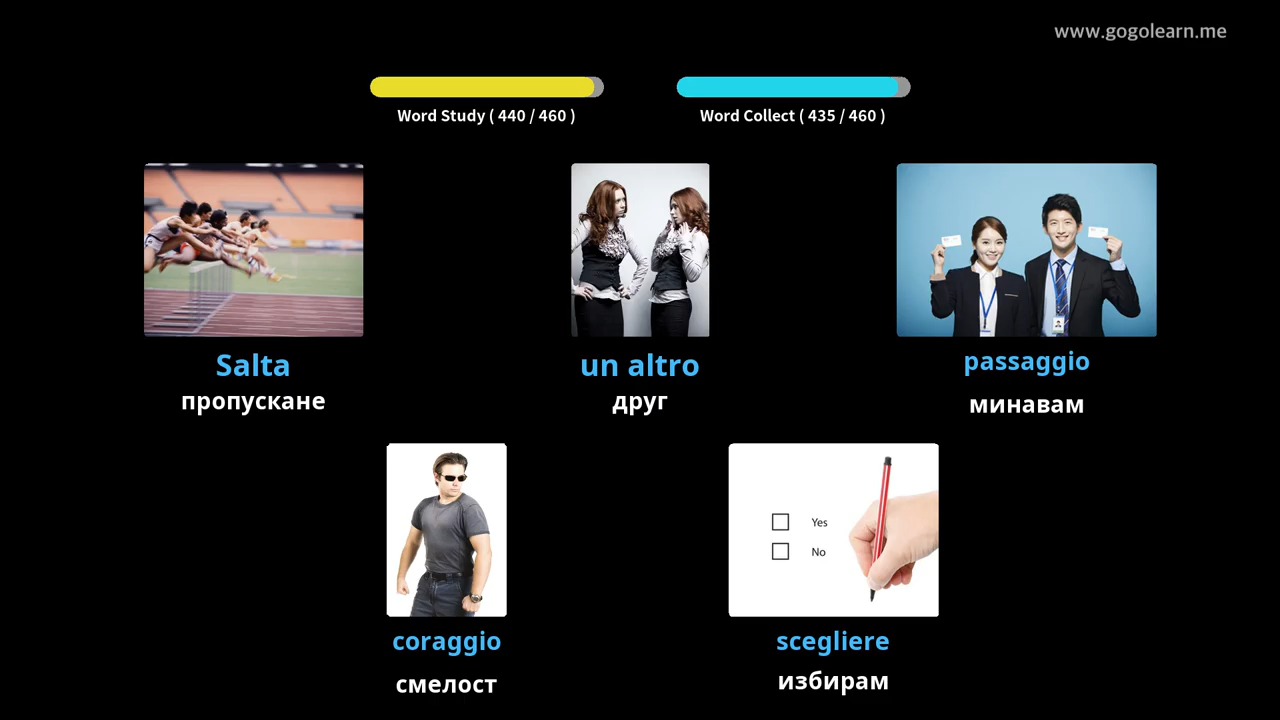 www.gogolearn.me
Word Study ( 440 / 460 )
Word Collect ( 435 / 460 )
Salta
пропускане
un altro
друг
passaggio
минавам
Yes
No
coraggio
смелост
scegliere
избирам